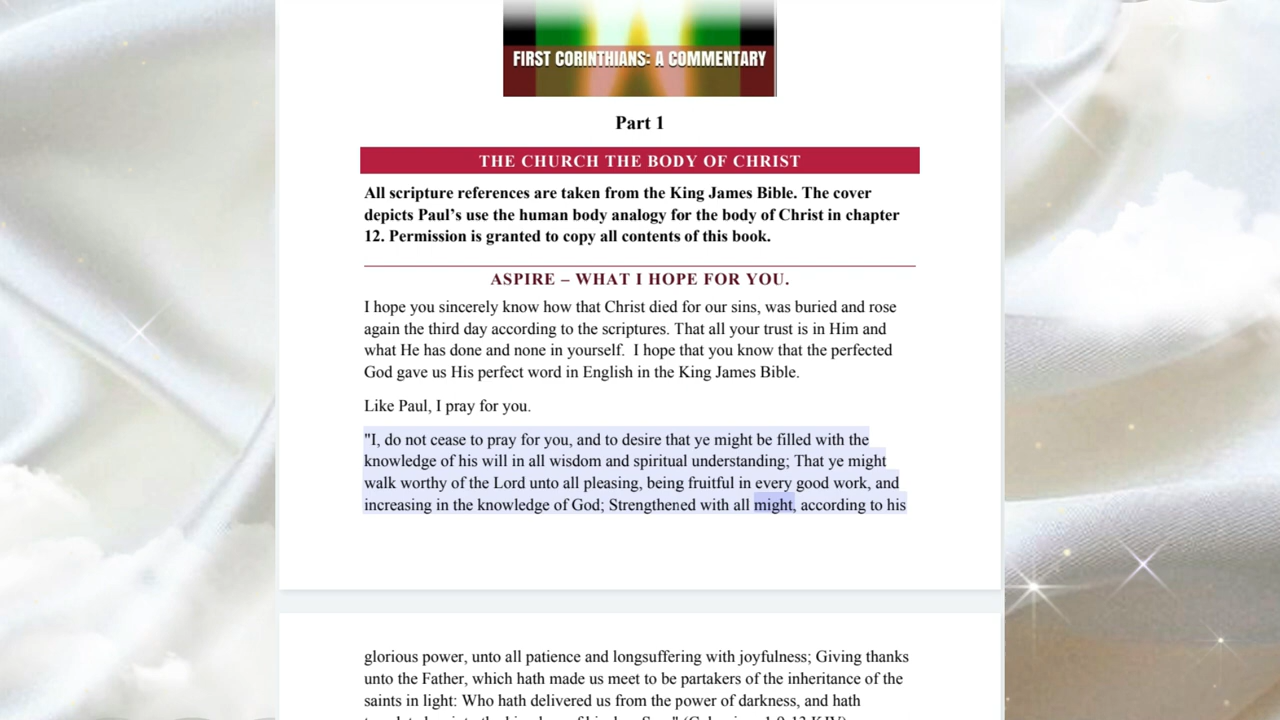 FIRST CORINTHIANS: A COMMENTARY
Part 1
THE CHURCH THE BODY OF CHRIST
All scripture references are taken from the King James Bible. The cover
depicts Paul’s use the human body analogy for the body of Christ in chapter
12. Permission is granted to copy all contents of this book.
ASPIRE – WHAT I HOPE FOR YOU.
I hope you sincerely know how that Christ died for our sins, was buried and rose
again the third day according to the scriptures. That all your trust is in Him and
what He has done and none in yourself.  I hope that you know that the perfected
God gave us His perfect word in English in the King James Bible.
Like Paul, I pray for you.
"I, do not cease to pray for you, and to desire that ye might be filled with the
knowledge of his will in all wisdom and spiritual understanding; That ye might
walk worthy of the Lord unto all pleasing, being fruitful in every good work, and
increasing in the knowledge of God; Strengthened with all might, according to his
glorious power, unto all patience and longsuffering with joyfulness; Giving thanks
unto the Father, which hath made us meet to be partakers of the inheritance of the
saints in light: Who hath delivered us from the power of darkness, and hath